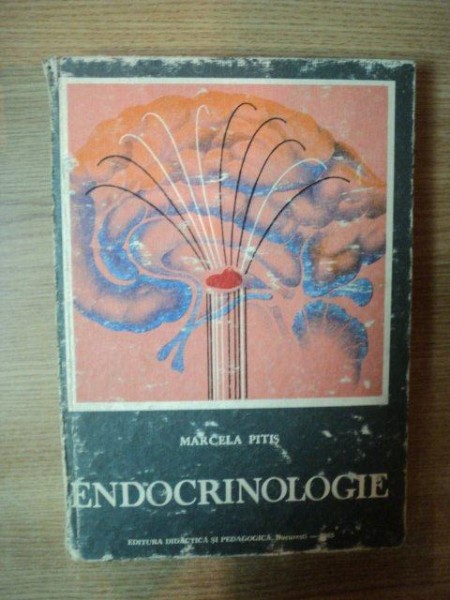 MARCELA PITIȘ
ENDOCRINOLOGIE
EDITURA DIDACTICĂ ȘI PEDAGOGICĂ, București —